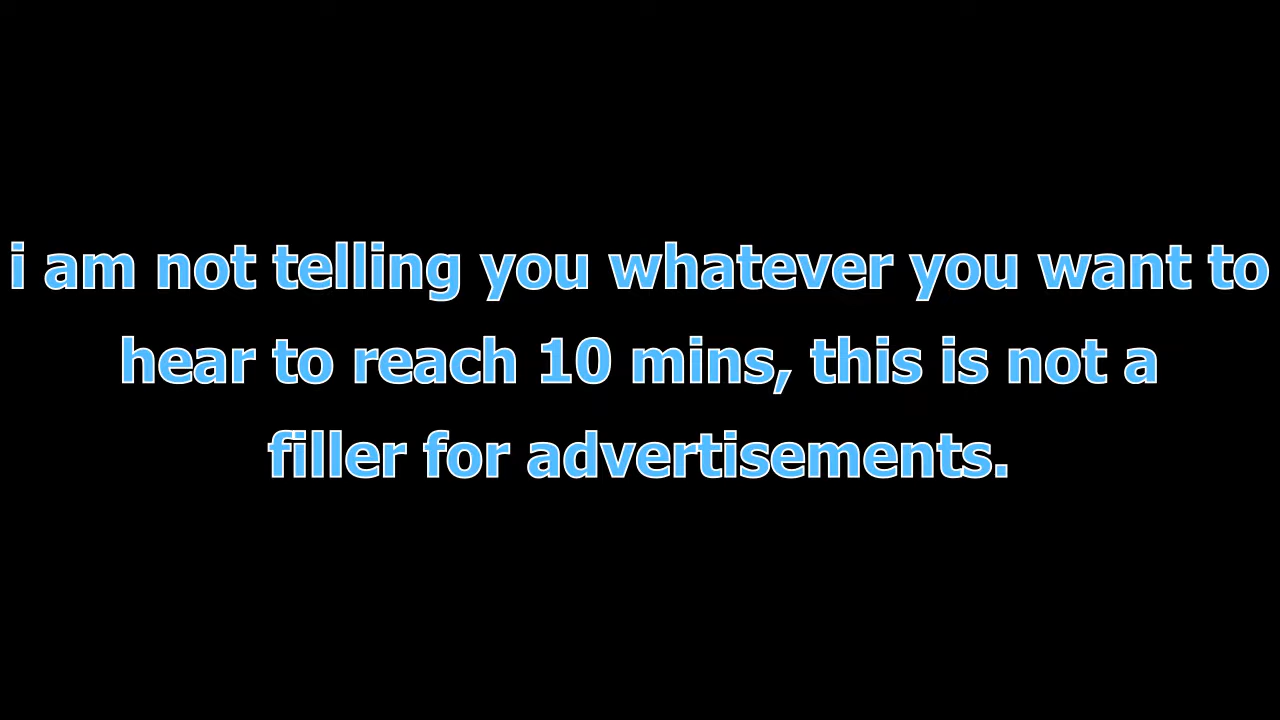 i am not telling you whatever you want to
hear to reach 10 mins, this is not a
filler for advertisements.